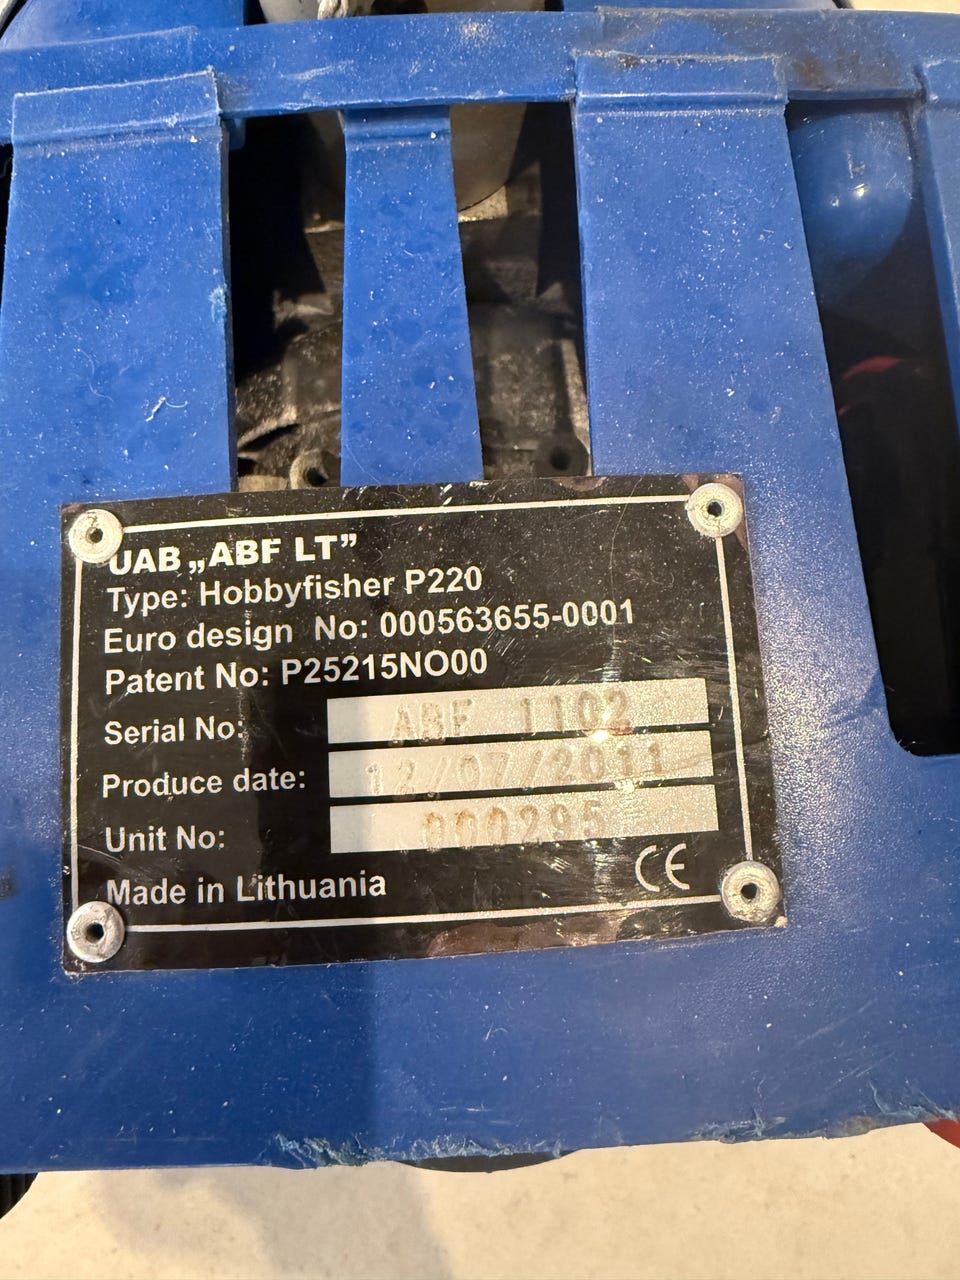 UAB „ABF LT”
Type: Hobbyfisher P220
Euro design No: 000563655-0001
Patent No: P25215NO00
Serial No: ABF 1102
Produce date: 12/07/2011
Unit No: 000295
Made in Lithuania CE